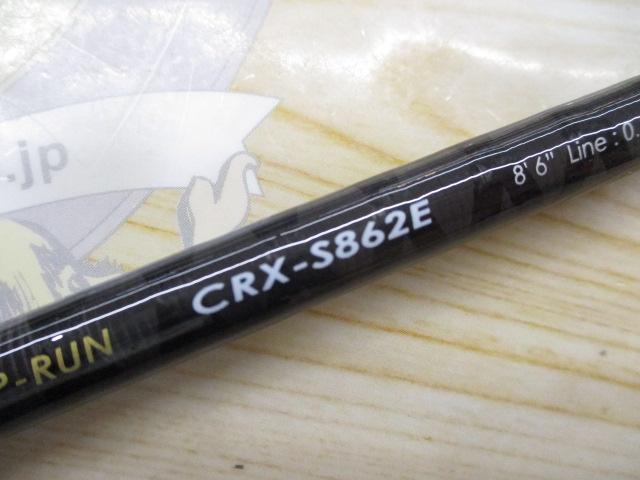 .jp
P-RUN CRX-S862E 8'6" Line : 0.